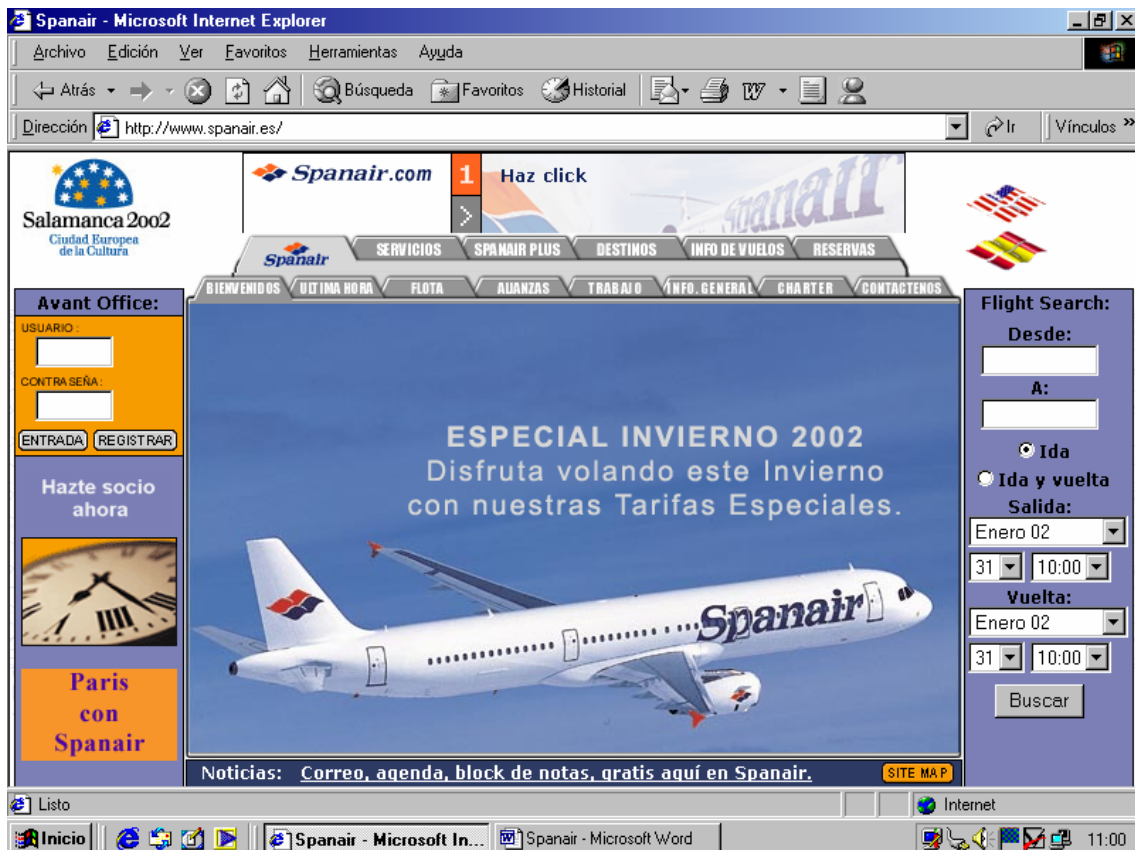 Spanair - Microsoft Internet Explorer
Archivo Edición Ver Favoritos Herramientas Ayuda
Atrás Búsqueda Favoritos Historial
Dirección http://www.spanair.es/ Ir Vínculos »
Salamanca 2002
Ciudad Europea
de la Cultura
Spanair.com 1 Haz click
>
spanair
Spanair SERVICIOS SPANAIR PLUS DESTINOS INFO DE VUELOS RESERVAS
BIENVENIDOS ULTIMA HORA FLOTA ALIANZAS TRABAJO INFO. GENERAL CHARTER CONTACTENOS
Avant Office:
USUARIO :
CONTRASEÑA:
ENTRADA REGISTRAR
Hazte socio
ahora
Paris
con
Spanair
ESPECIAL INVIERNO 2002
Disfruta volando este Invierno
con nuestras Tarifas Especiales.
Spanair
Noticias: Correo, agenda, block de notas, gratis aquí en Spanair. SITE MAP
Flight Search:
Desde:
A:
Ida
Ida y vuelta
Salida:
Enero 02
31 10:00
Vuelta:
Enero 02
31 10:00
Buscar
Listo Internet
Inicio Spanair - Microsoft In... Spanair - Microsoft Word 11:00